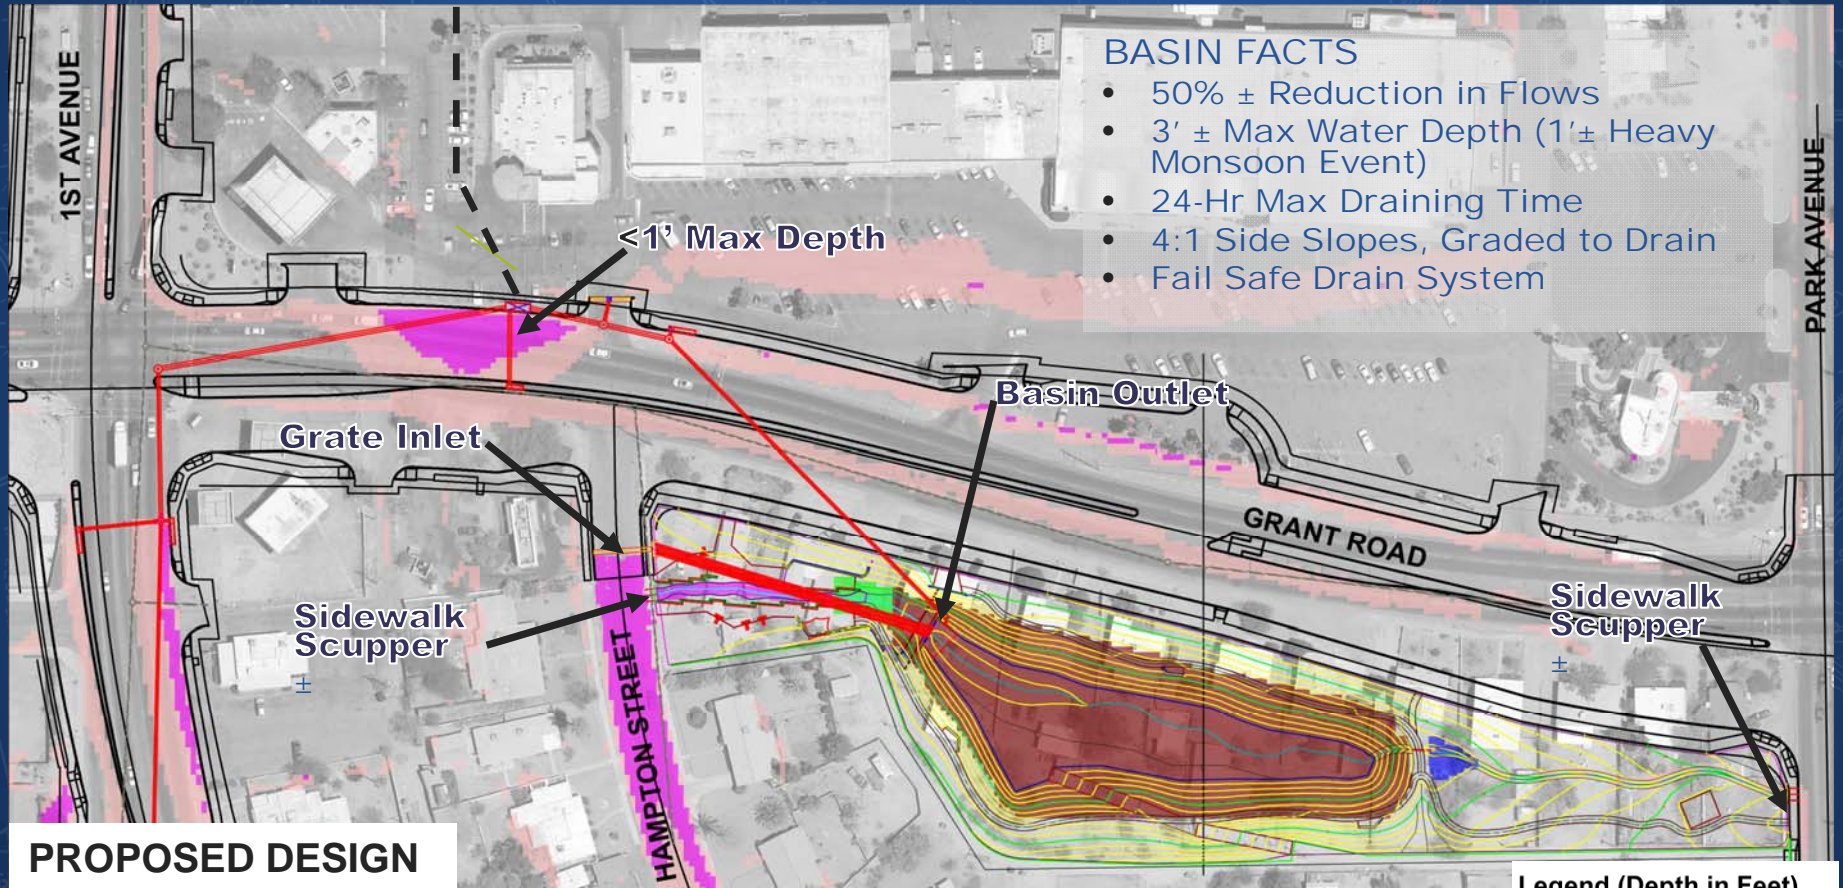 BASIN FACTS
• 50% ± Reduction in Flows
• 3' ± Max Water Depth (1'± Heavy
Monsoon Event)
• 24-Hr Max Draining Time
• 4:1 Side Slopes, Graded to Drain
• Fail Safe Drain System
1ST AVENUE
PARK AVENUE
<1' Max Depth
Basin Outlet
Grate Inlet
GRANT ROAD
Sidewalk
Scupper
±
Sidewalk
Scupper
±
HAMPTON STREET
PROPOSED DESIGN
Legend (Depth in Feet)